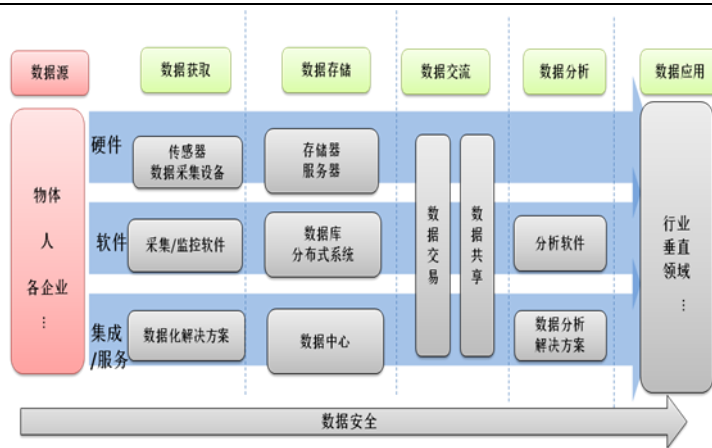 数据源
数据获取
数据存储
数据交流
数据分析
数据应用
物体
人
各企业
…
硬件
传感器
数据采集设备
存储器
服务器
软件
采集/监控软件
数据库
分布式系统
分析软件
集成
/服务
数据化解决方案
数据中心
数据分析
解决方案
数据交易
数据共享
行业
垂直
领域
…
数据安全